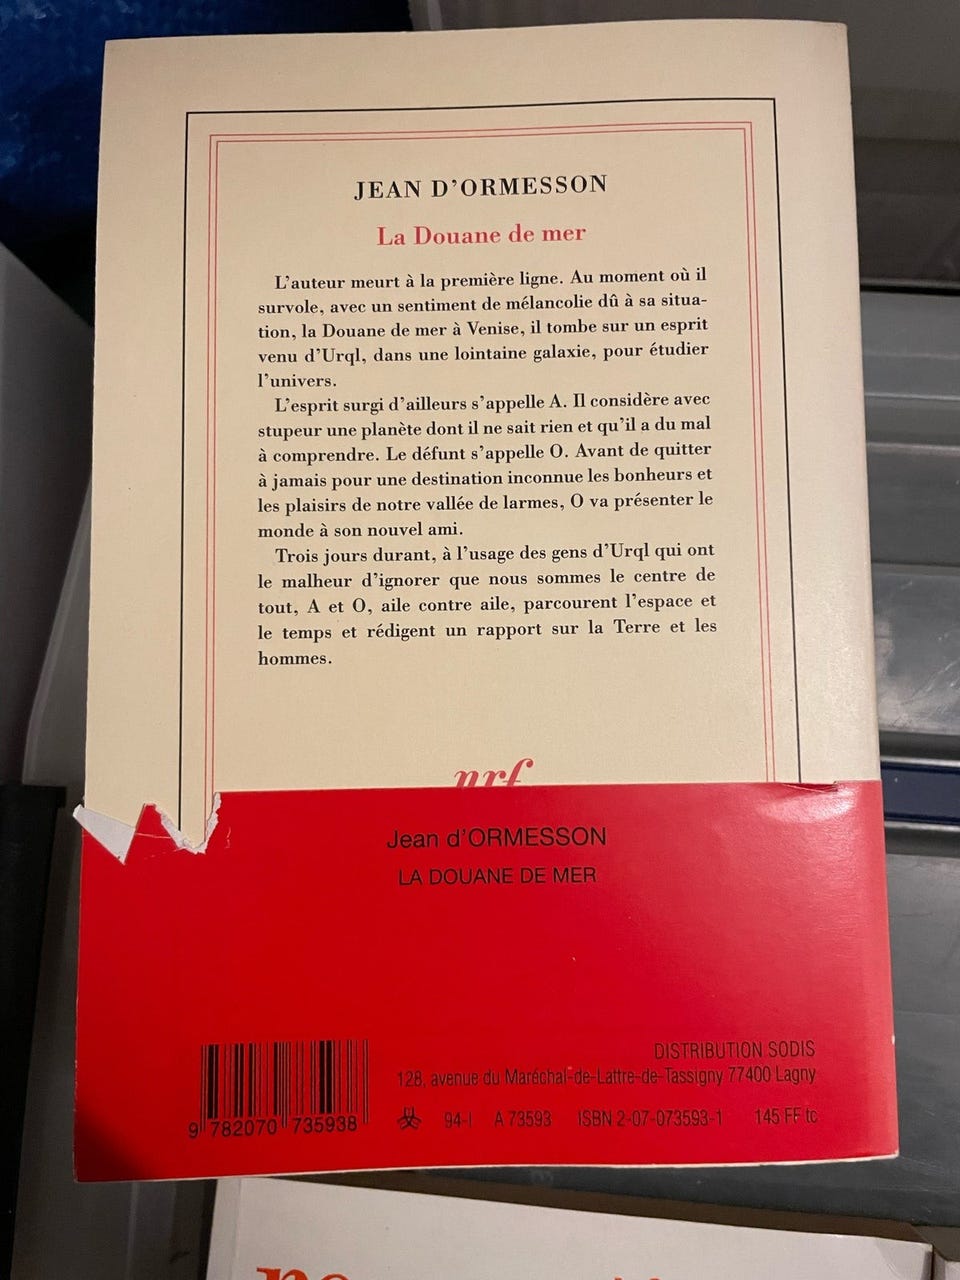 JEAN D'ORMESSON
La Douane de mer
L'auteur meurt à la première ligne. Au moment où il
survole, avec un sentiment de mélancolie dû à sa situa-
tion, la Douane de mer à Venise, il tombe sur un esprit
venu d'Urql, dans une lointaine galaxie, pour étudier
l'univers.
L'esprit surgi d'ailleurs s'appelle A. Il considère avec
stupeur une planète dont il ne sait rien et qu'il a du mal
à comprendre. Le défunt s'appelle O. Avant de quitter
à jamais pour une destination inconnue les bonheurs et
les plaisirs de notre vallée de larmes, O va présenter le
monde à son nouvel ami.
Trois jours durant, à l'usage des gens d'Urql qui ont
le malheur d'ignorer que nous sommes le centre de
tout, A et O, aile contre aile, parcourent l'espace et
le temps et rédigent un rapport sur la Terre et les
hommes.
nrf
Jean d'ORMESSON
LA DOUANE DE MER
DISTRIBUTION SODIS
128, avenue du Maréchal-de-Lattre-de-Tassigny 77400 Lagny
94-I A 73593 ISBN 2-07-073593-1 145 FF tc
9 782070 735938